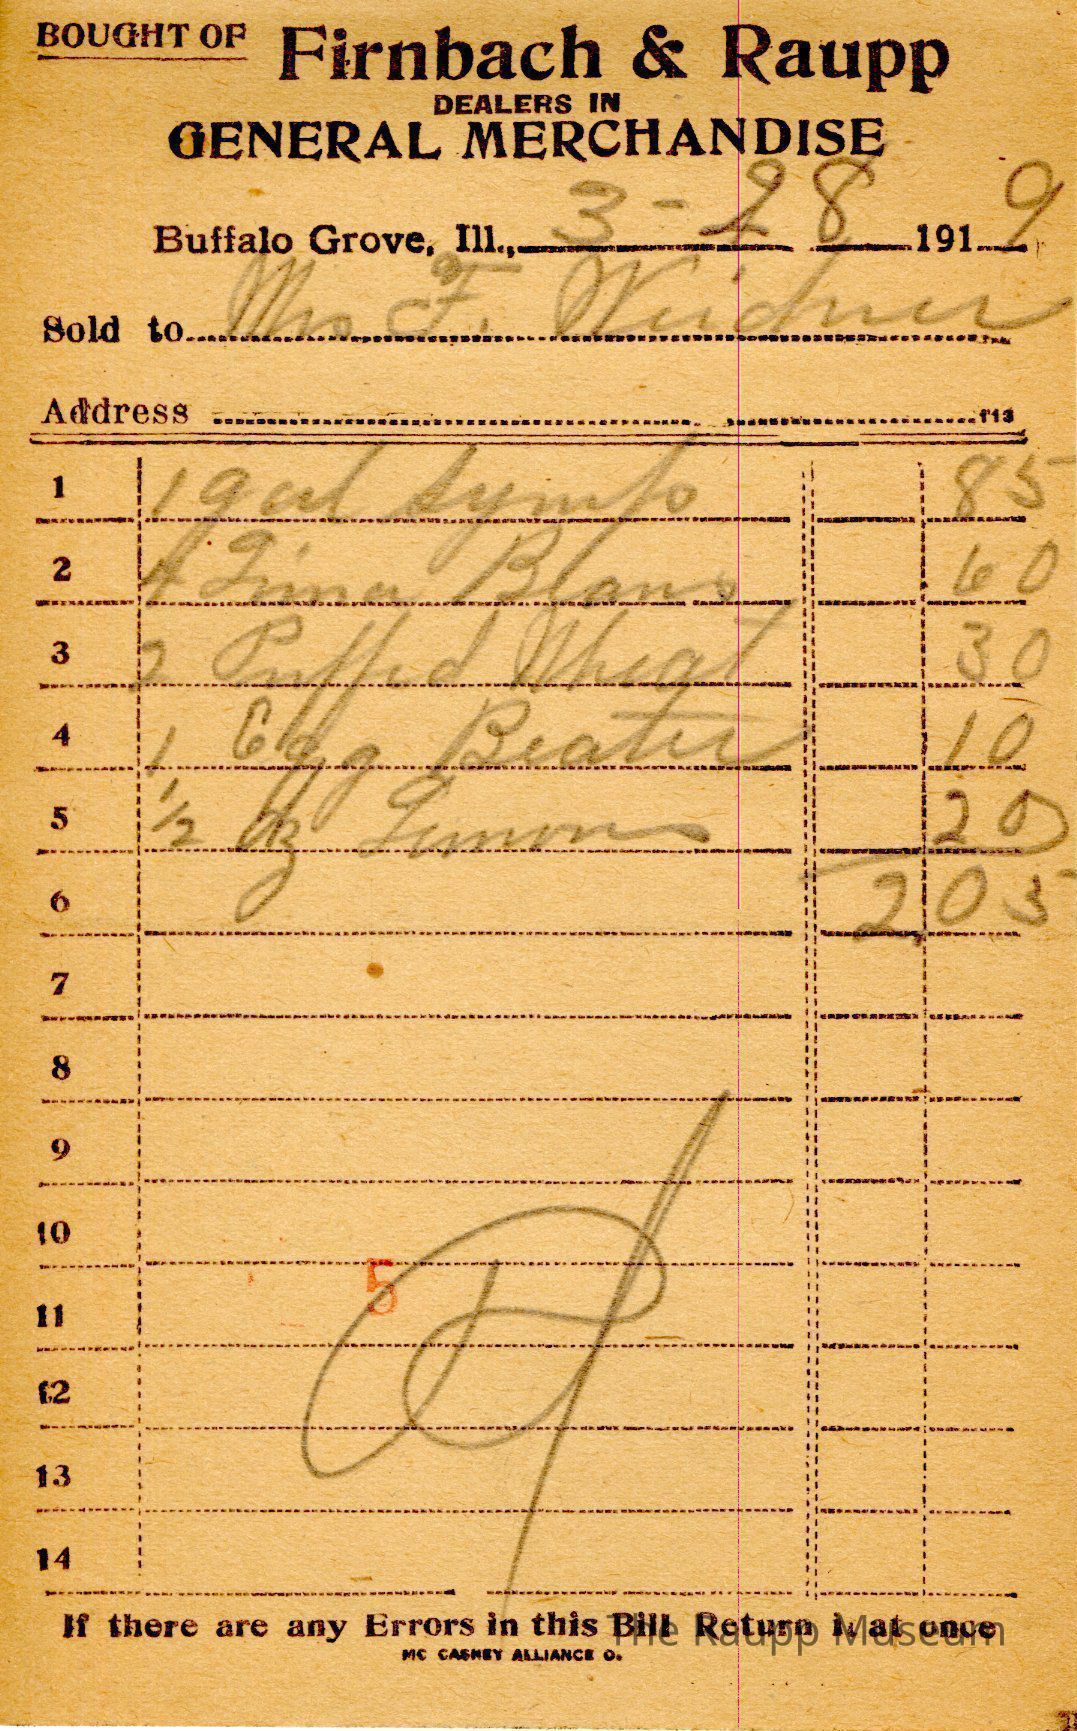 BOUGHT OF Firnbach & Raupp
DEALERS IN
GENERAL MERCHANDISE
Buffalo Grove, Ill., 3-28 1919
Sold to Mrs F. Weidner
Address f13
1 1 gal Syrup 85
2 4 Lima Beans 60
3 2 Puffed Wheat 30
4 1 Egg Beater 10
5 1/2 Dz Lemons 20
6 2 05
7
8
9
10
5
11
12
13
14
If there are any Errors in this Bill Return it at once
The Raupp Museum
MC CASKEY ALLIANCE O.